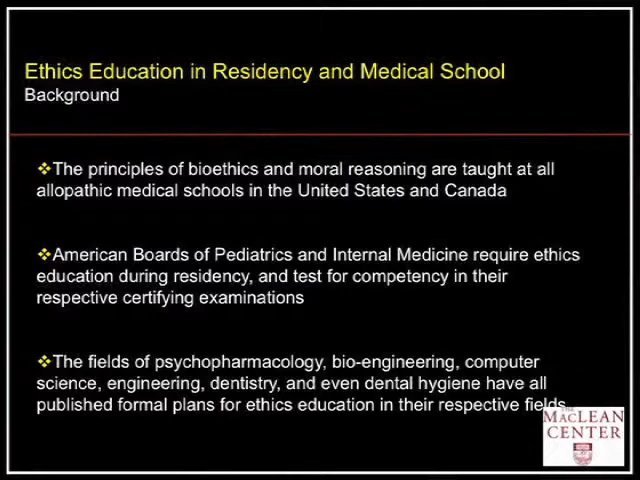 Ethics Education in Residency and Medical School
Background
❖The principles of bioethics and moral reasoning are taught at all
allopathic medical schools in the United States and Canada
❖American Boards of Pediatrics and Internal Medicine require ethics
education during residency, and test for competency in their
respective certifying examinations
❖The fields of psychopharmacology, bio-engineering, computer
science, engineering, dentistry, and even dental hygiene have all
published formal plans for ethics education in their respective fields
THE
MACLEAN
CENTER